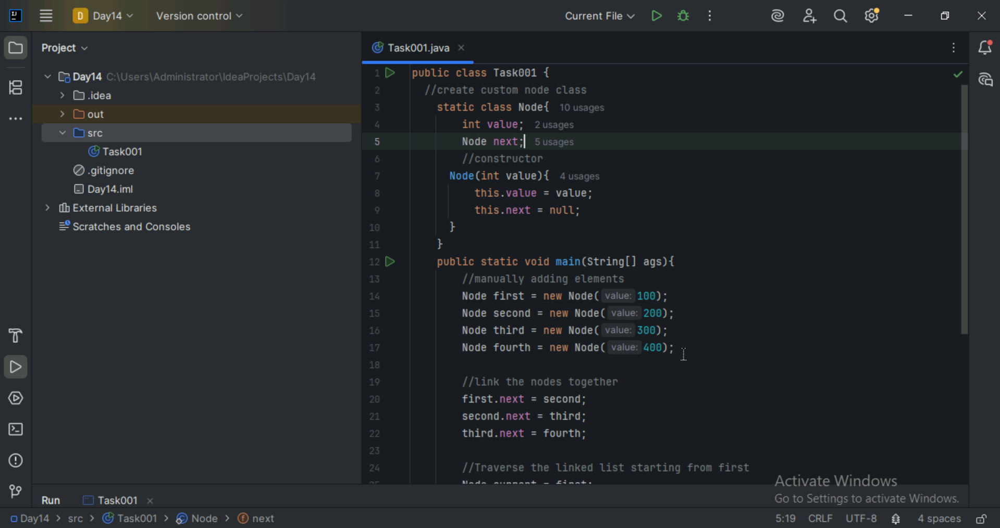 IJ
D Day14 Version control Current File
Project
Task001.java
Day14 C:\Users\Administrator\IdeaProjects\Day14
.idea
out
src
Task001
.gitignore
Day14.iml
External Libraries
Scratches and Consoles
1 public class Task001 {
2 //create custom node class
3 static class Node{ 10 usages
4 int value; 2 usages
5 Node next; 5 usages
6 //constructor
7 Node(int value){ 4 usages
8 this.value = value;
9 this.next = null;
10 }
11 }
12 public static void main(String[] ags){
13 //manually adding elements
14 Node first = new Node( value: 100);
15 Node second = new Node( value: 200);
16 Node third = new Node( value: 300);
17 Node fourth = new Node( value: 400);
18
19 //link the nodes together
20 first.next = second;
21 second.next = third;
22 third.next = fourth;
23
24 //Traverse the linked list starting from first
25 Node current = first;
Activate Windows
Go to Settings to activate Windows.
Run Task001
Day14 > src > Task001 > Node > next 5:19 CRLF UTF-8 4 spaces